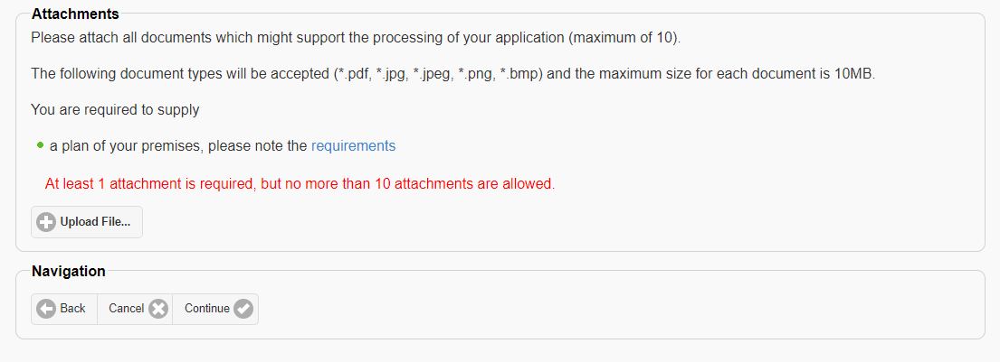 Attachments
Please attach all documents which might support the processing of your application (maximum of 10).
The following document types will be accepted (*.pdf, *.jpg, *.jpeg, *.png, *.bmp) and the maximum size for each document is 10MB.
You are required to supply
a plan of your premises, please note the requirements
At least 1 attachment is required, but no more than 10 attachments are allowed.
Upload File...
Navigation
Back Cancel Continue